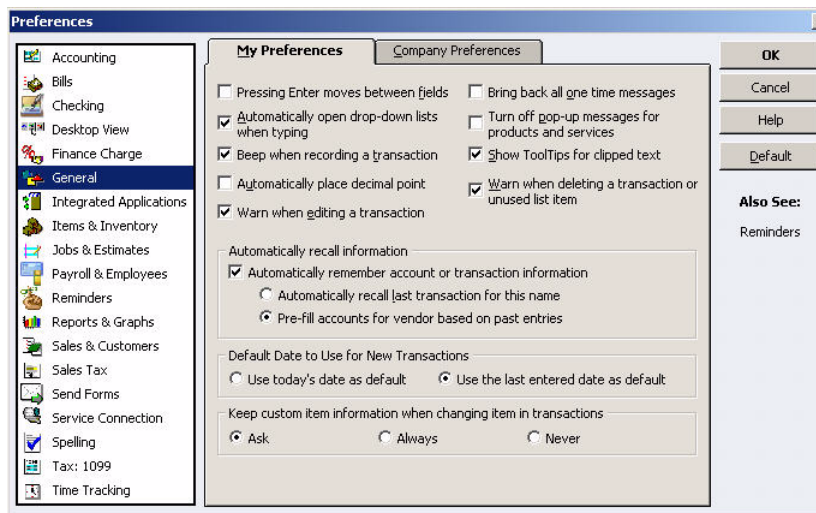 Preferences
Accounting
Bills
Checking
Desktop View
Finance Charge
General
Integrated Applications
Items & Inventory
Jobs & Estimates
Payroll & Employees
Reminders
Reports & Graphs
Sales & Customers
Sales Tax
Send Forms
Service Connection
Spelling
Tax: 1099
Time Tracking
My Preferences
Company Preferences
Pressing Enter moves between fields
Automatically open drop-down lists
when typing
Beep when recording a transaction
Automatically place decimal point
Warn when editing a transaction
Bring back all one time messages
Turn off pop-up messages for
products and services
Show ToolTips for clipped text
Warn when deleting a transaction or
unused list item
Automatically recall information
Automatically remember account or transaction information
Automatically recall last transaction for this name
Pre-fill accounts for vendor based on past entries
Default Date to Use for New Transactions
Use today's date as default
Use the last entered date as default
Keep custom item information when changing item in transactions
Ask
Always
Never
OK
Cancel
Help
Default
Also See:
Reminders